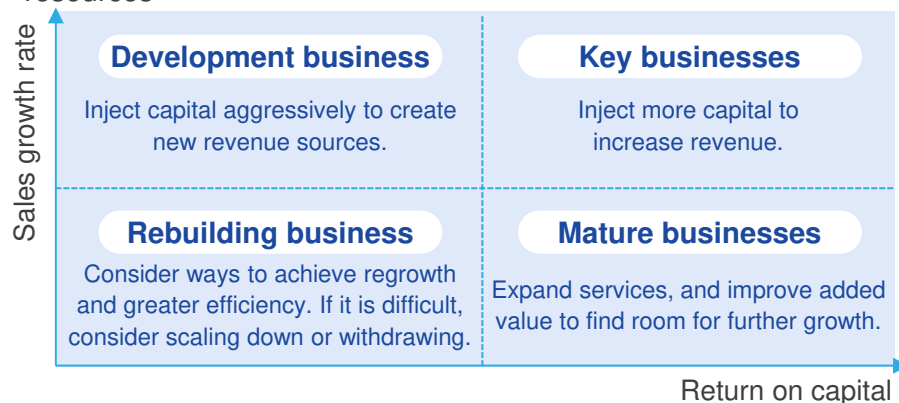 Sales growth rate
Development business
Inject capital aggressively to create
new revenue sources.
Key businesses
Inject more capital to
increase revenue.
Rebuilding business
Consider ways to achieve regrowth
and greater efficiency. If it is difficult,
consider scaling down or withdrawing.
Mature businesses
Expand services, and improve added
value to find room for further growth.
Return on capital